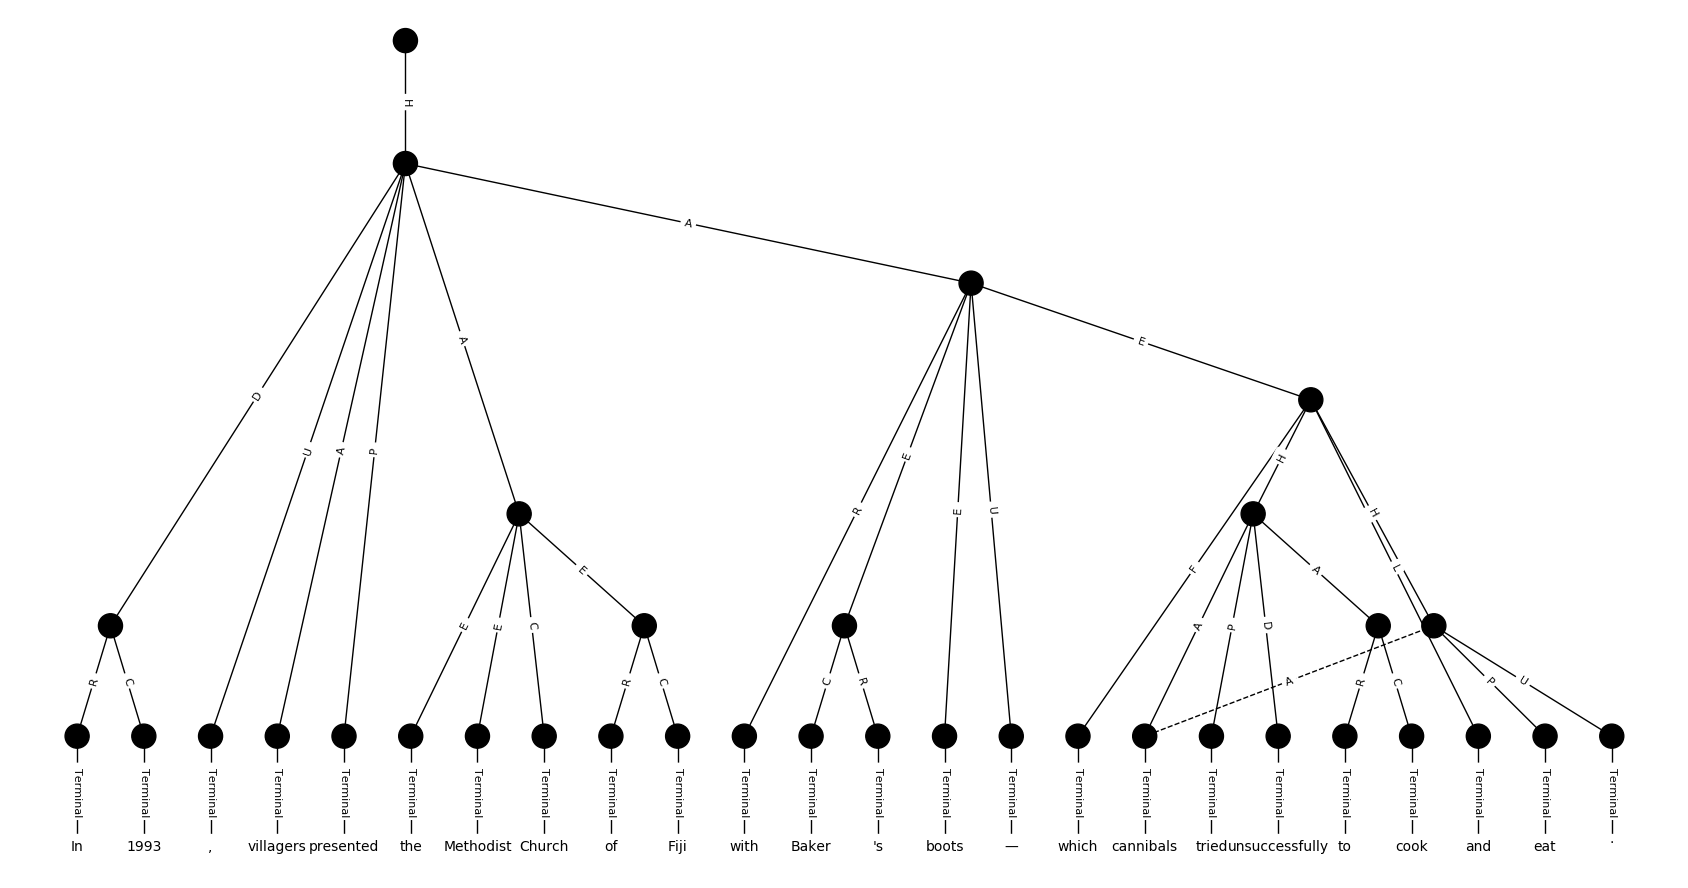 H
A
A
E
D
U
A
P
R
E
E
U
H
H
F
L
E
E
E
C
A
P
D
A
R
C
R
C
C
R
A
R
C
P
U
Terminal Terminal Terminal Terminal Terminal Terminal Terminal Terminal Terminal Terminal Terminal Terminal Terminal Terminal Terminal Terminal Terminal Terminal Terminal Terminal Terminal Terminal Terminal Terminal
In 1993 , villagers presented the Methodist Church of Fiji with Baker 's boots — which cannibals tried unsuccessfully to cook and eat .